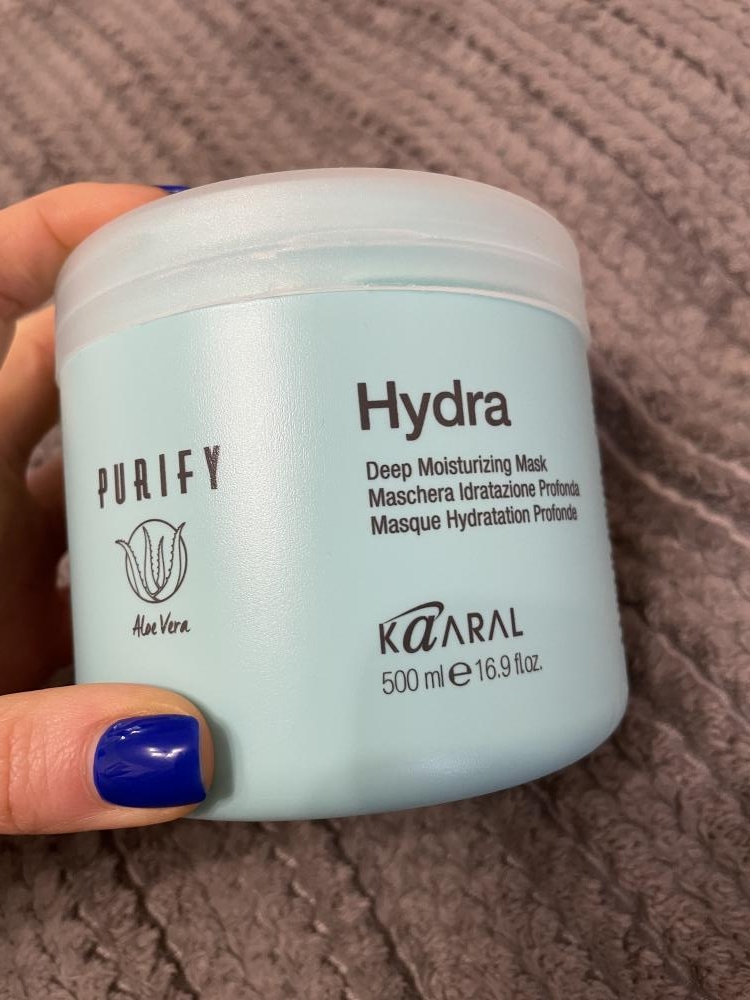 PURIFY
Aloe Vera
Hydra
Deep Moisturizing Mask
Maschera Idratazione Profonda
Masque Hydratation Profonde
KAARAL
500 ml e 16.9 fl.oz.